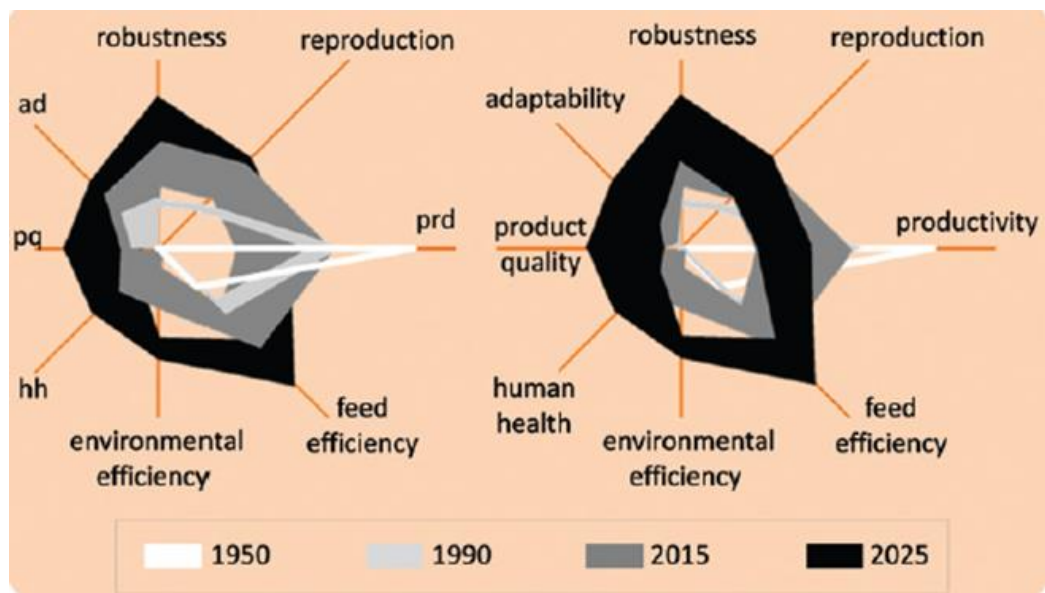 robustness
reproduction
ad
prd
pq
hh
environmental
efficiency
feed
efficiency
robustness
reproduction
adaptability
productivity
product
quality
human
health
environmental
efficiency
feed
efficiency
1950
1990
2015
2025